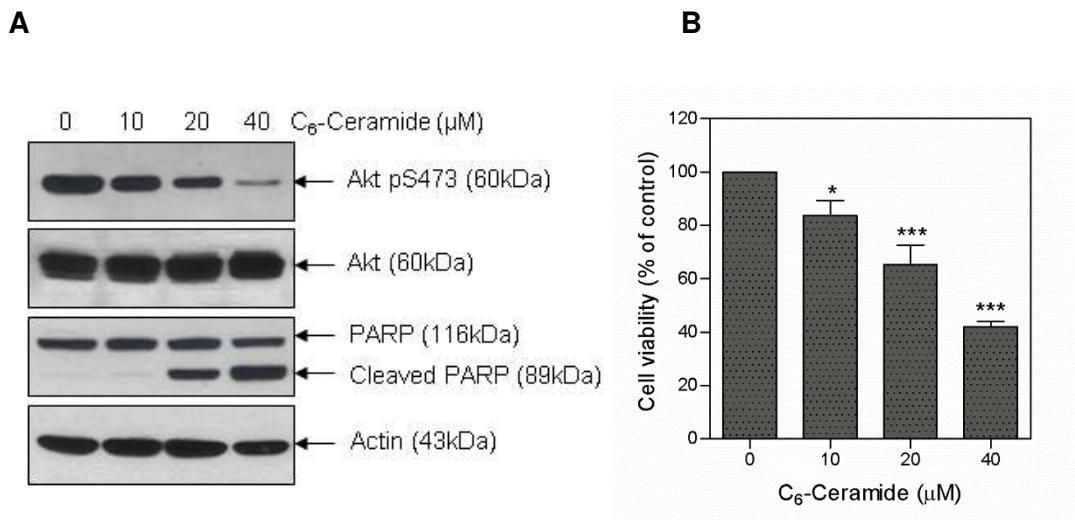 A
B
0 10 20 40 C₆-Ceramide (µM)
Akt pS473 (60kDa)
Akt (60kDa)
PARP (116kDa)
Cleaved PARP (89kDa)
Actin (43kDa)
Cell viability (% of control)
120
100
80
60
40
20
0
*
***
***
0 10 20 40
C₆-Ceramide (µM)